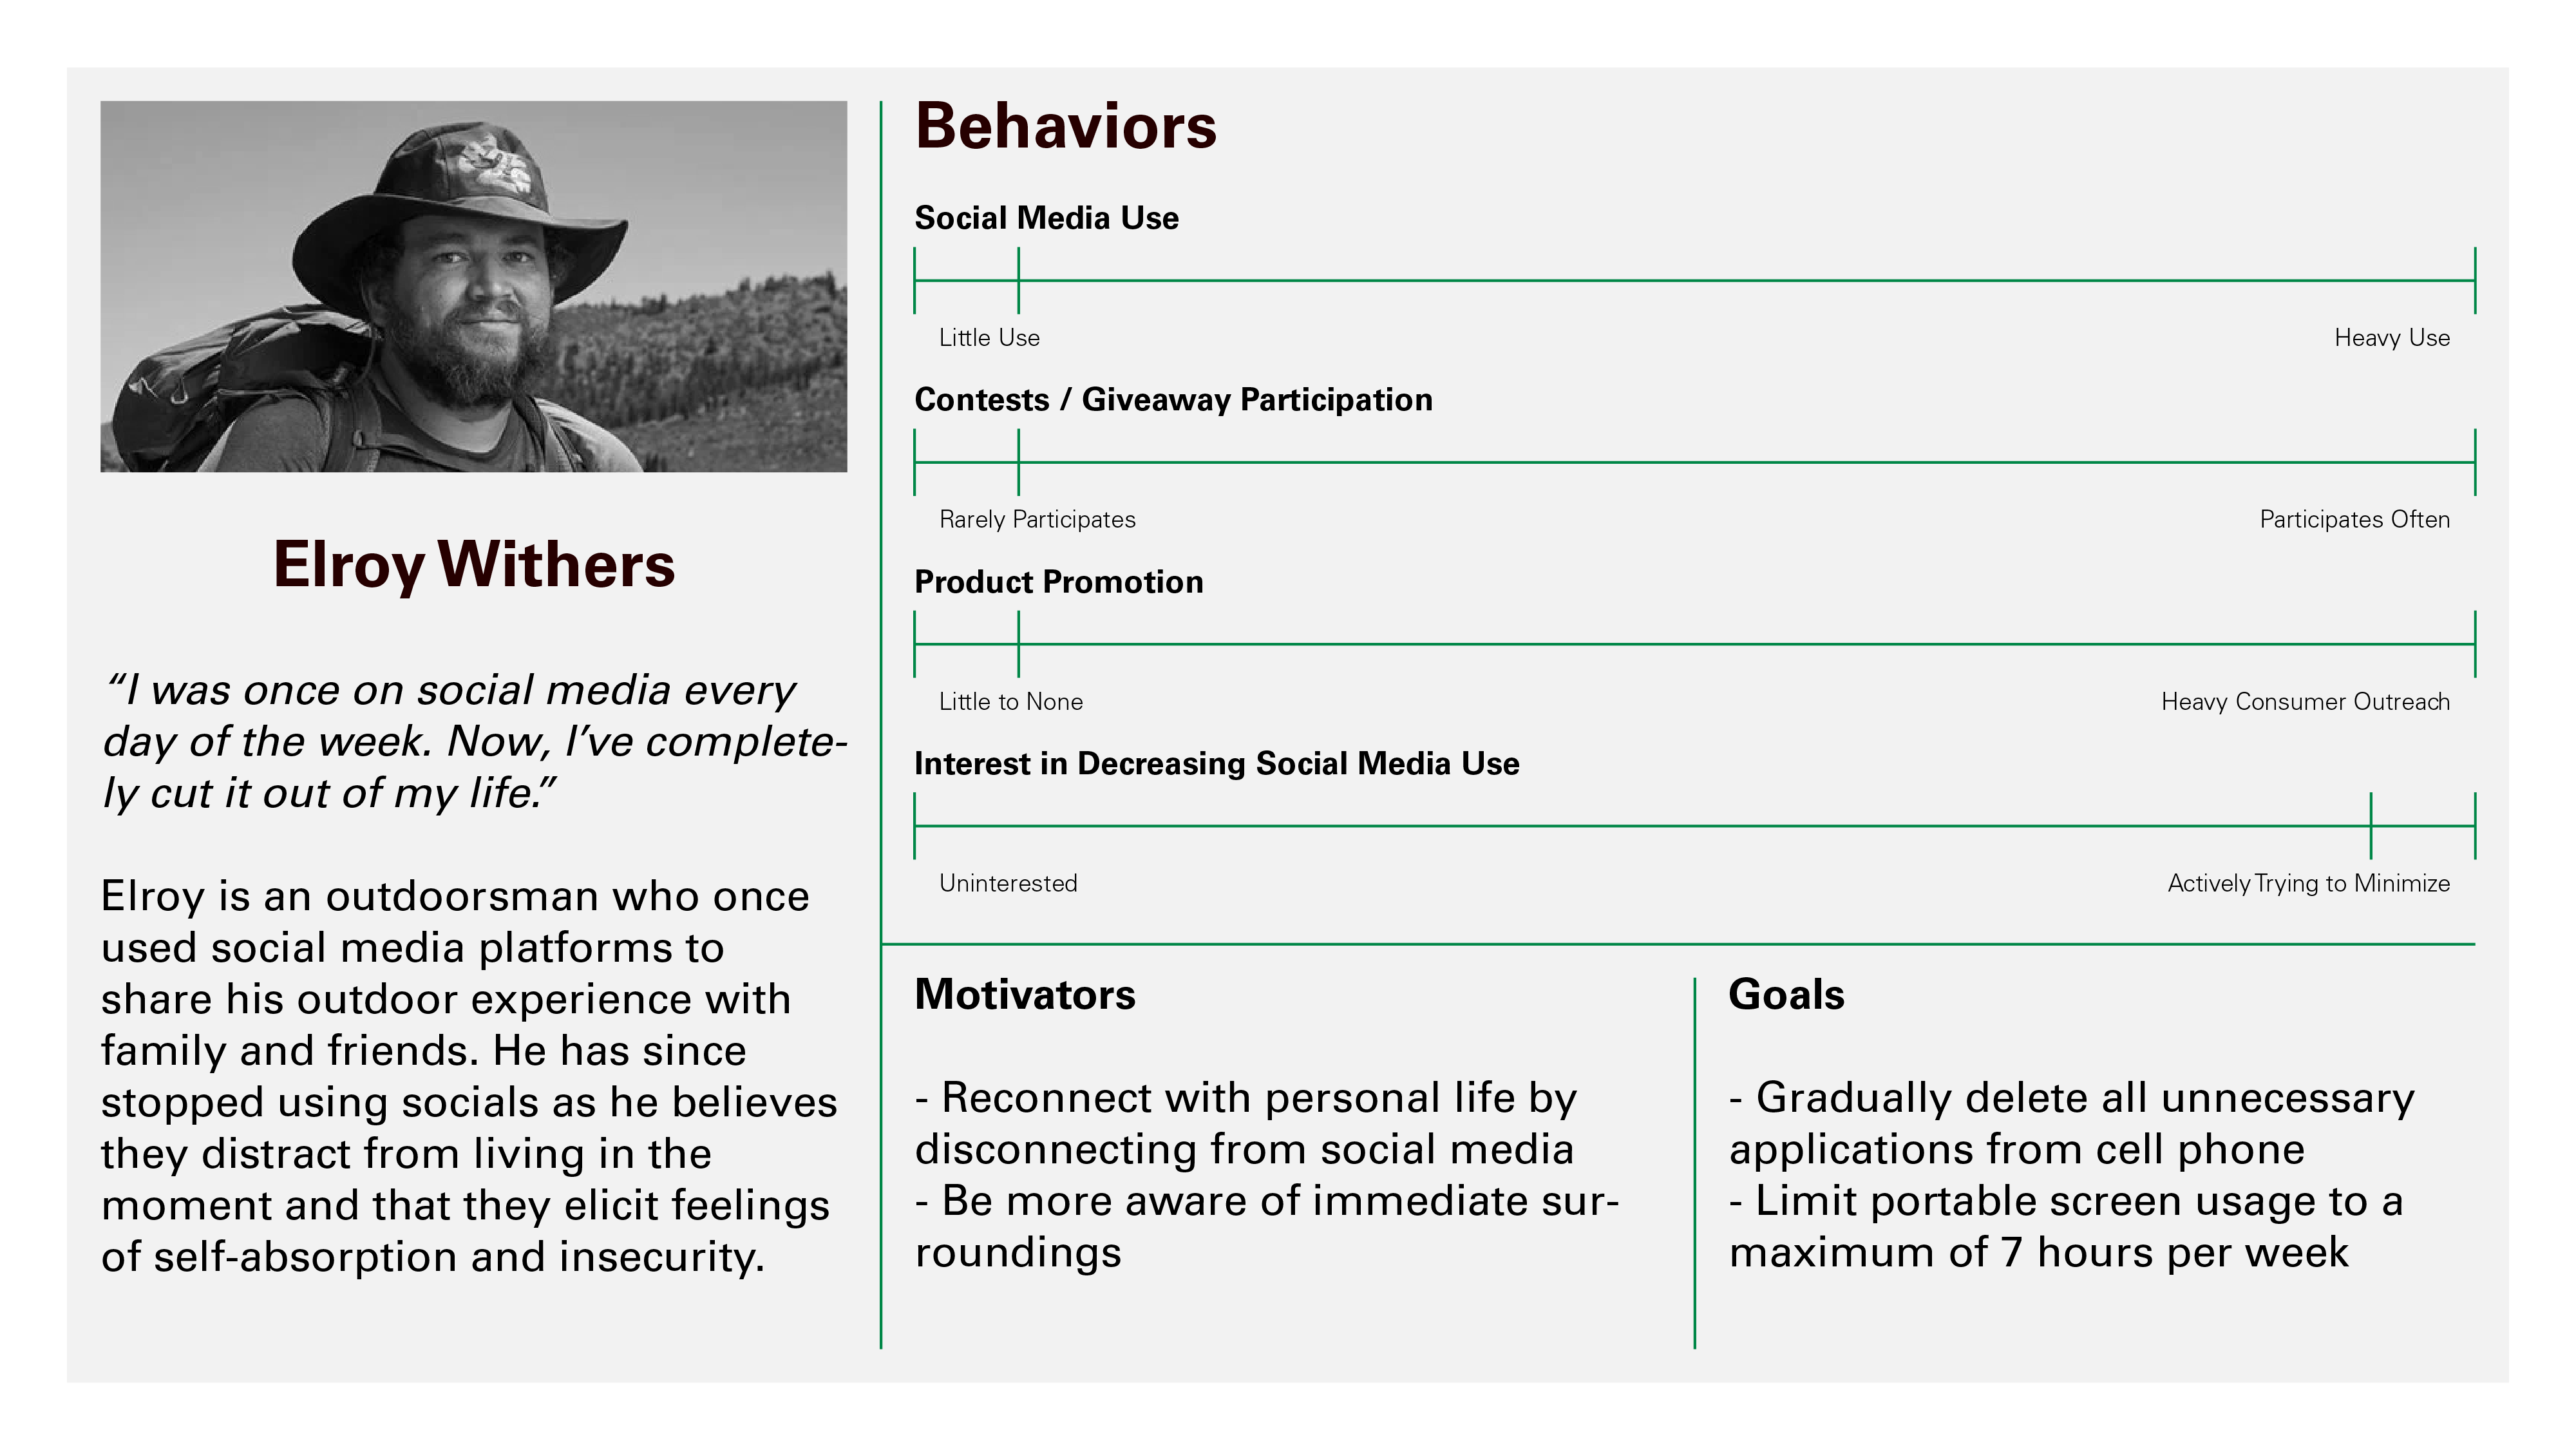 Elroy Withers
“I was once on social media every
day of the week. Now, I’ve complete-
ly cut it out of my life.”
Elroy is an outdoorsman who once
used social media platforms to
share his outdoor experience with
family and friends. He has since
stopped using socials as he believes
they distract from living in the
moment and that they elicit feelings
of self-absorption and insecurity.
Behaviors
Social Media Use
Little Use
Heavy Use
Contests / Giveaway Participation
Rarely Participates
Participates Often
Product Promotion
Little to None
Heavy Consumer Outreach
Interest in Decreasing Social Media Use
Uninterested
Actively Trying to Minimize
Motivators
- Reconnect with personal life by
disconnecting from social media
- Be more aware of immediate sur-
roundings
Goals
- Gradually delete all unnecessary
applications from cell phone
- Limit portable screen usage to a
maximum of 7 hours per week